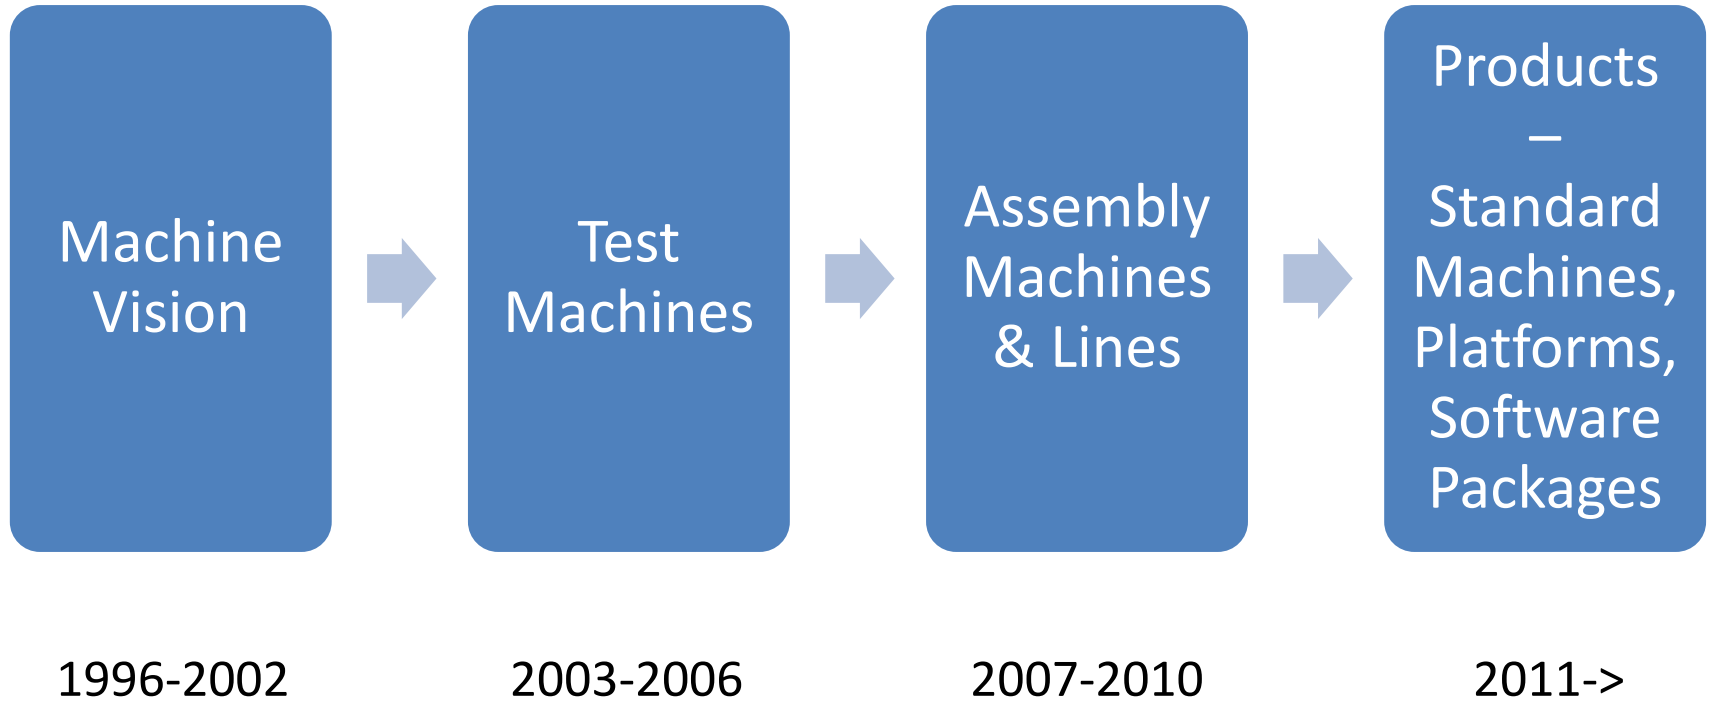 Machine
Vision
Test
Machines
Assembly
Machines
& Lines
Products
–
Standard
Machines,
Platforms,
Software
Packages
1996-2002
2003-2006
2007-2010
2011->